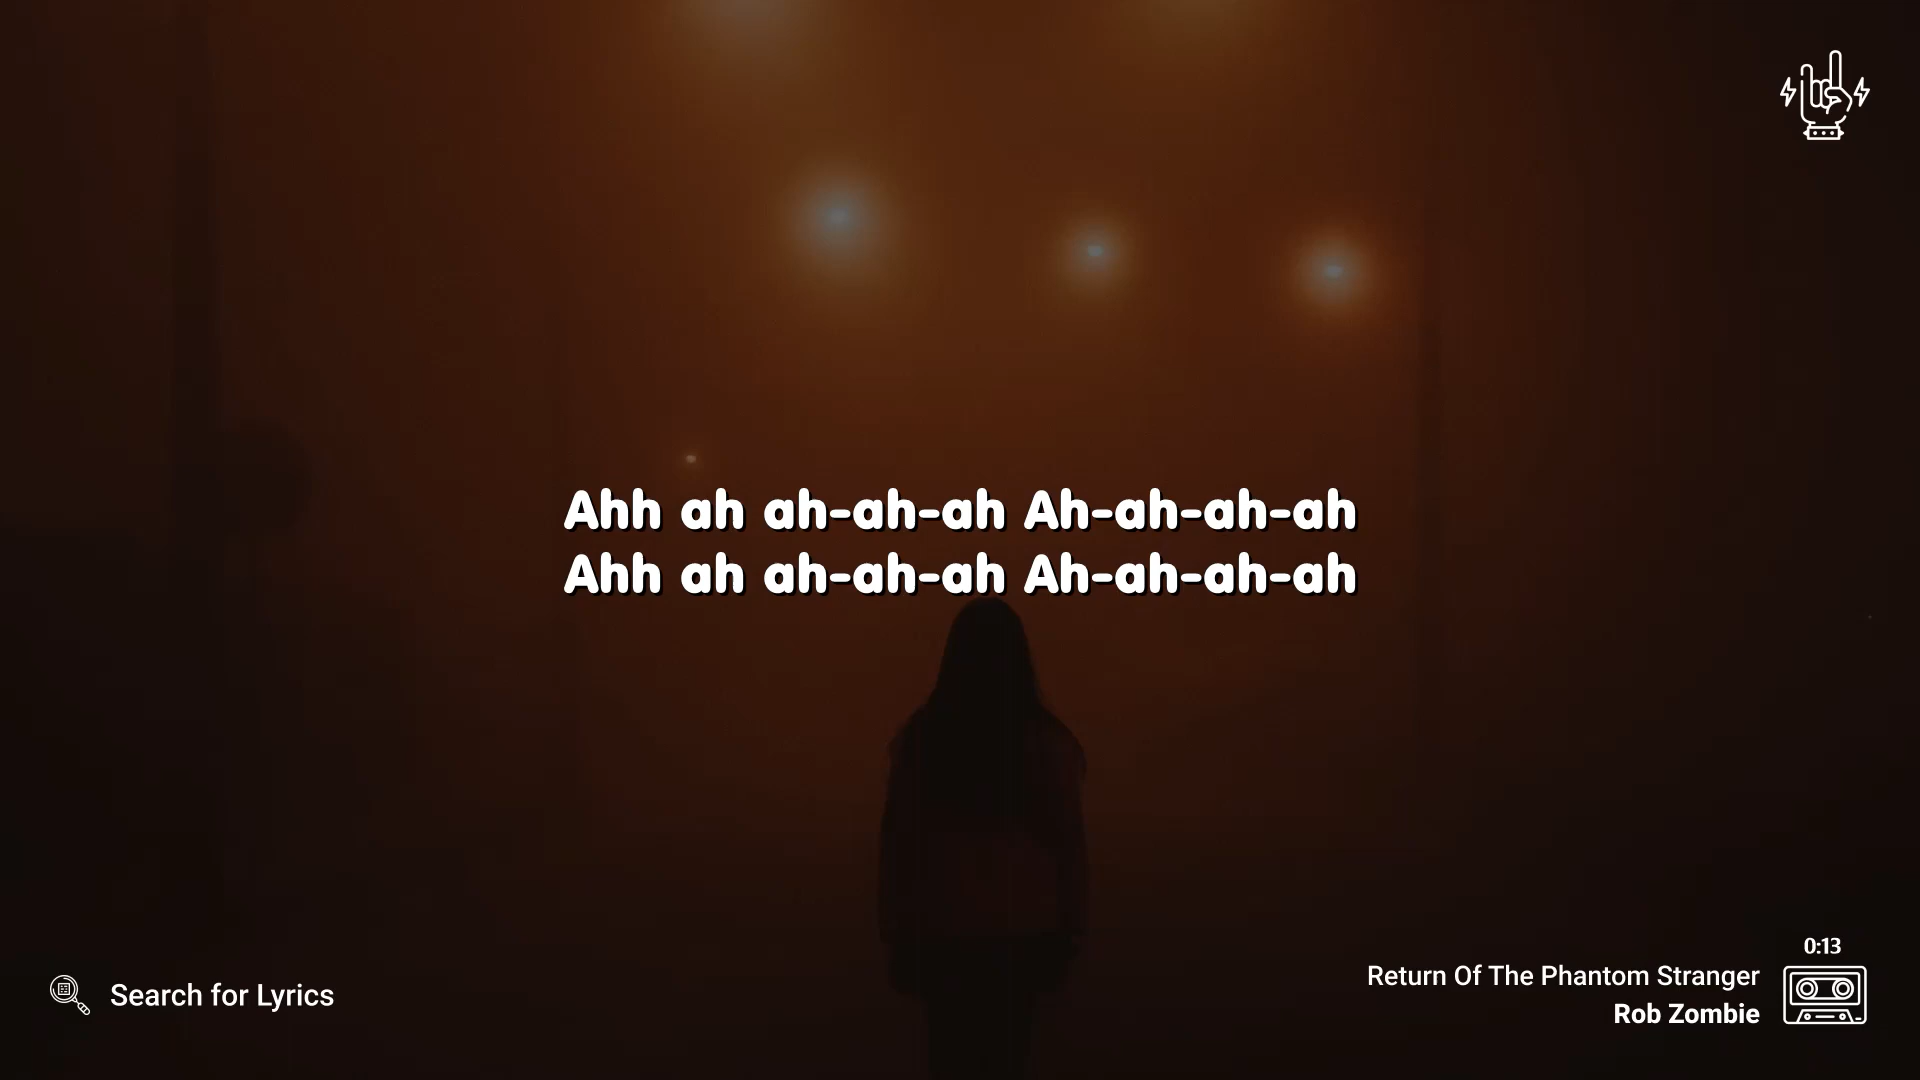 Ahh ah ah-ah-ah Ah-ah-ah-ah
Ahh ah ah-ah-ah Ah-ah-ah-ah
Search for Lyrics
0:13
Return Of The Phantom Stranger
Rob Zombie